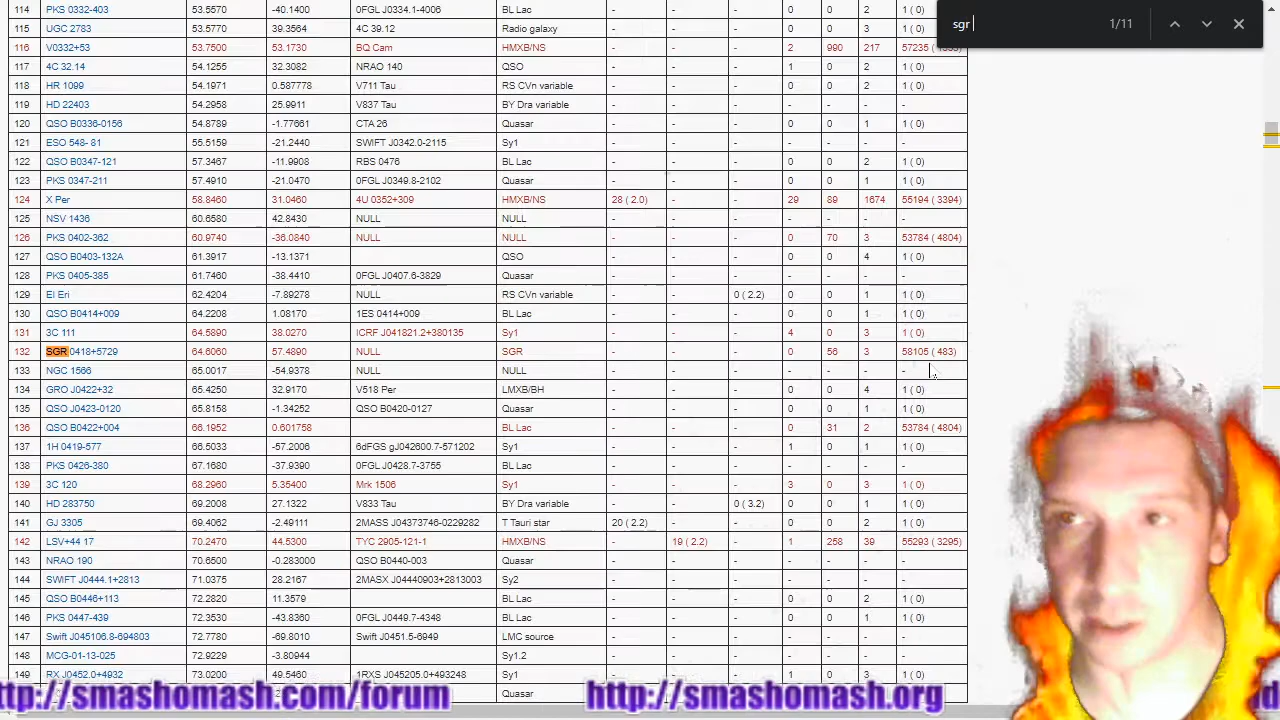 114 PKS 0332-403 53.5570 -40.1400 0FGL J0334.1-4006 BL Lac - - - 0 0 2 1 ( 0)
115 UGC 2783 53.5770 39.3564 4C 39.12 Radio galaxy - - - 0 0 3 1 ( 0)
116 V0332+53 53.7500 53.1730 BQ Cam HMXB/NS - - - 2 990 217 57235
117 4C 32.14 54.1255 32.3082 NRAO 140 QSO - - - 1 0 2 1 ( 0)
118 HR 1099 54.1971 0.587778 V711 Tau RS CVn variable - - - 0 0 2 1 ( 0)
119 HD 22403 54.2958 25.9911 V837 Tau BY Dra variable - - - - - - -
120 QSO B0336-0156 54.8789 -1.77661 CTA 26 Quasar - - - 0 0 1 1 ( 0)
121 ESO 548- 81 55.5159 -21.2440 SWIFT J0342.0-2115 Sy1 - - - - - - -
122 QSO B0347-121 57.3467 -11.9908 RBS 0476 BL Lac - - - 0 0 2 1 ( 0)
123 PKS 0347-211 57.4910 -21.0470 0FGL J0349.8-2102 Quasar - - - 0 0 1 1 ( 0)
124 X Per 58.8460 31.0460 4U 0352+309 HMXB/NS 28 ( 2.0) - - 29 89 1674 55194 ( 3394)
125 NSV 1436 60.6580 42.8430 NULL NULL - - - - - - -
126 PKS 0402-362 60.9740 -36.0840 NULL NULL - - - 0 70 3 53784 ( 4804)
127 QSO B0403-132A 61.3917 -13.1371 QSO - - - 0 0 4 1 ( 0)
128 PKS 0405-385 61.7460 -38.4410 0FGL J0407.6-3829 Quasar - - - - - - -
129 EI Eri 62.4204 -7.89278 NULL RS CVn variable - - 0 ( 2.2) 0 0 1 1 ( 0)
130 QSO B0414+009 64.2208 1.08170 1ES 0414+009 BL Lac - - - 0 0 1 1 ( 0)
131 3C 111 64.5890 38.0270 ICRF J041821.2+380135 Sy1 - - - 4 0 3 1 ( 0)
132 SGR 0418+5729 64.6060 57.4890 NULL SGR - - - 0 56 3 58105 ( 483)
133 NGC 1566 65.0017 -54.9378 NULL NULL - - - - - - -
134 GRO J0422+32 65.4250 32.9170 V518 Per LMXB/BH - - - 0 0 4 1 ( 0)
135 QSO J0423-0120 65.8158 -1.34252 QSO B0420-0127 Quasar - - - 0 0 1 1 ( 0)
136 QSO B0422+004 66.1952 0.601758 BL Lac - - - 0 31 2 53784 ( 4804)
137 1H 0419-577 66.5033 -57.2006 6dFGS gJ042600.7-571202 Sy1 - - - 1 0 1 1 ( 0)
138 PKS 0426-380 67.1680 -37.9390 0FGL J0428.7-3755 BL Lac - - - - - - -
139 3C 120 68.2960 5.35400 Mrk 1506 Sy1 - - - 3 0 3 1 ( 0)
140 HD 283750 69.2008 27.1322 V833 Tau BY Dra variable - - 0 ( 3.2) 0 0 1 1 ( 0)
141 GJ 3305 69.4062 -2.49111 2MASS J04373746-0229282 T Tauri star 20 ( 2.2) - - 0 0 2 1 ( 0)
142 LSV+44 17 70.2470 44.5300 TYC 2905-121-1 HMXB/NS - 19 ( 2.2) - 1 258 39 55293 ( 3295)
143 NRAO 190 70.6500 -0.283000 QSO B0440-003 Quasar - - - - - - -
144 SWIFT J0444.1+2813 71.0375 28.2167 2MASX J04440903+2813003 Sy2 - - - - - - -
145 QSO B0446+113 72.2820 11.3579 BL Lac - - - 0 0 2 1 ( 0)
146 PKS 0447-439 72.3530 -43.8360 0FGL J0449.7-4348 BL Lac - - - 0 0 1 1 ( 0)
147 Swift J045106.8-694803 72.7780 -69.8010 Swift J0451.5-6949 LMC source - - - - - - -
148 MCG-01-13-025 72.9229 -3.80944 Sy1.2 - - - - - - -
149 RX J0452.0+4932 73.0200 49.5460 1RXS J045205.0+493248 Sy1 - - - 1 0 3 1 ( 0)
Quasar - - - 0 0 1 1 ( 0)
sgr 1/11
ttp://smashomash.com/forum http://smashomash.org